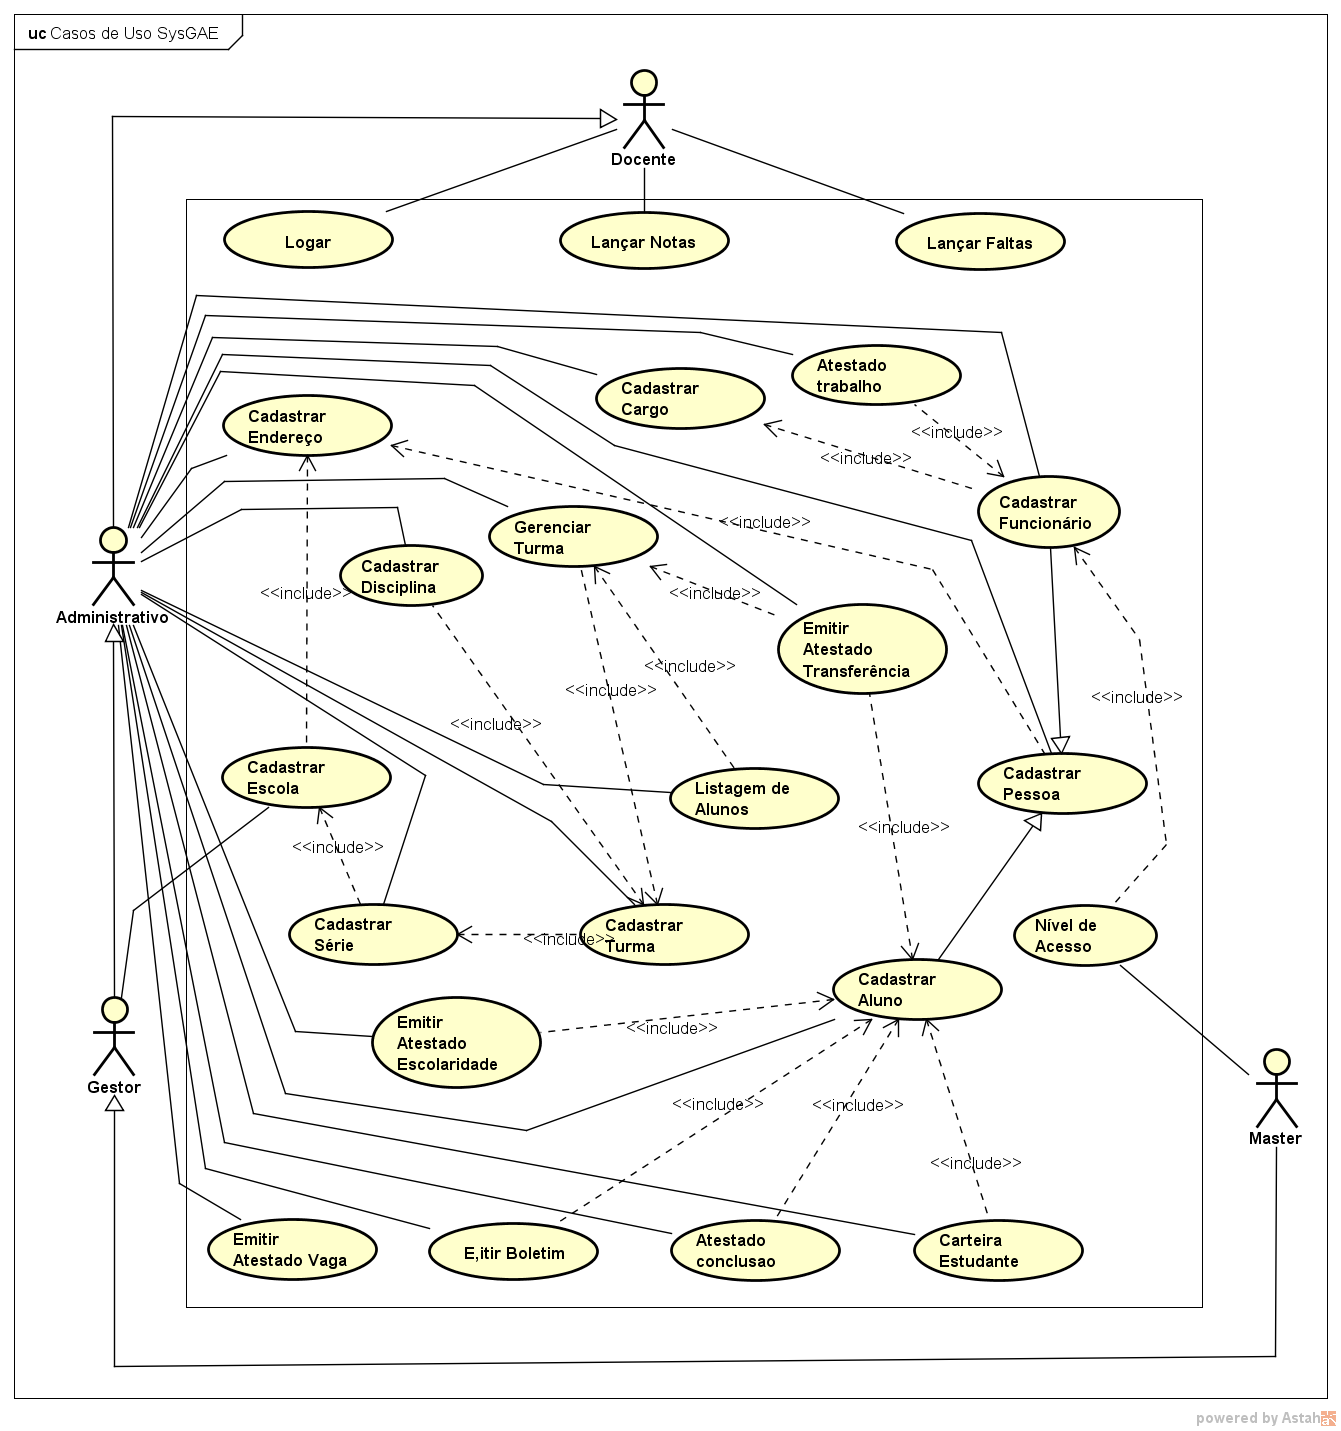 uc Casos de Uso SysGAE
Docente
Logar
Lançar Notas
Lançar Faltas
Atestado
trabalho
Cadastrar
Cargo
Cadastrar
Endereço
<<include>>
<<include>>
Cadastrar
Funcionário
Gerenciar
Turma
<<include>>
Cadastrar
Disciplina
Administrativo
<<include>>
<<include>>
Emitir
Atestado
Transferência
<<include>>
<<include>>
<<include>>
<<include>>
Cadastrar
Escola
Listagem de
Alunos
Cadastrar
Pessoa
<<include>>
<<include>>
Cadastrar
Série
<<include>>
Cadastrar
Turma
Nível de
Acesso
Cadastrar
Aluno
Emitir
Atestado
Escolaridade
<<include>>
Gestor
<<include>>
<<include>>
Master
<<include>>
Emitir
Atestado Vaga
E,itir Boletim
Atestado
conclusao
Carteira
Estudante
powered by Astah